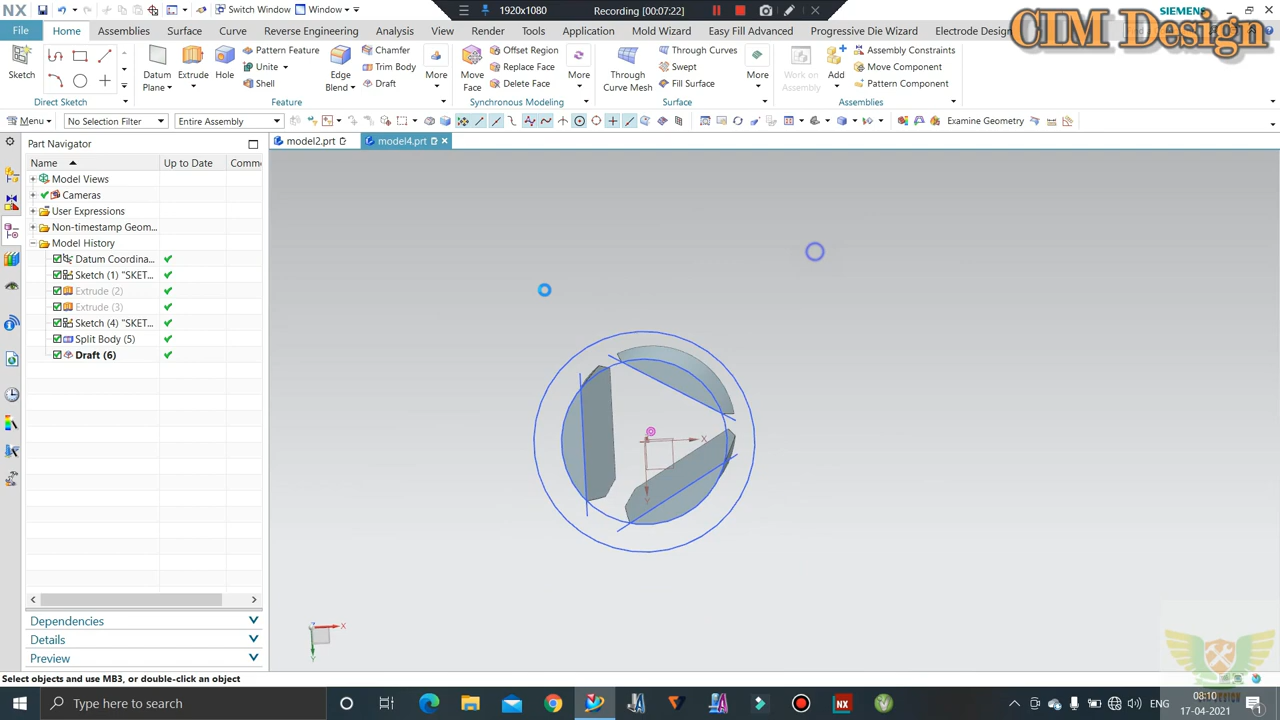 NX Switch Window Window 1920x1080 Recording [00:07:22] SIEMENS
CIM Design
File Home Assemblies Surface Curve Reverse Engineering Analysis View Render Tools Application Mold Wizard Easy Fill Advanced Progressive Die Wizard Electrode Design
Sketch Datum Plane Extrude Hole Pattern Feature Unite Shell Edge Blend Chamfer Trim Body Draft More Move Face Offset Region Replace Face Delete Face More Through Curve Mesh Through Curves Swept Fill Surface More Work on Assembly Add Assembly Constraints Move Component Pattern Component
Direct Sketch Feature Synchronous Modeling Surface Assemblies
Menu No Selection Filter Entire Assembly Examine Geometry
Part Navigator model2.prt model4.prt
Name Up to Date Comme
Model Views
Cameras
User Expressions
Non-timestamp Geom...
Model History
Datum Coordina...
Sketch (1) "SKET...
Extrude (2)
Extrude (3)
Sketch (4) "SKET...
Split Body (5)
Draft (6)
X
Y
X
Y
Dependencies
Details
Preview
Select objects and use MB3, or double-click an object
Type here to search ENG 08:10 17-04-2021